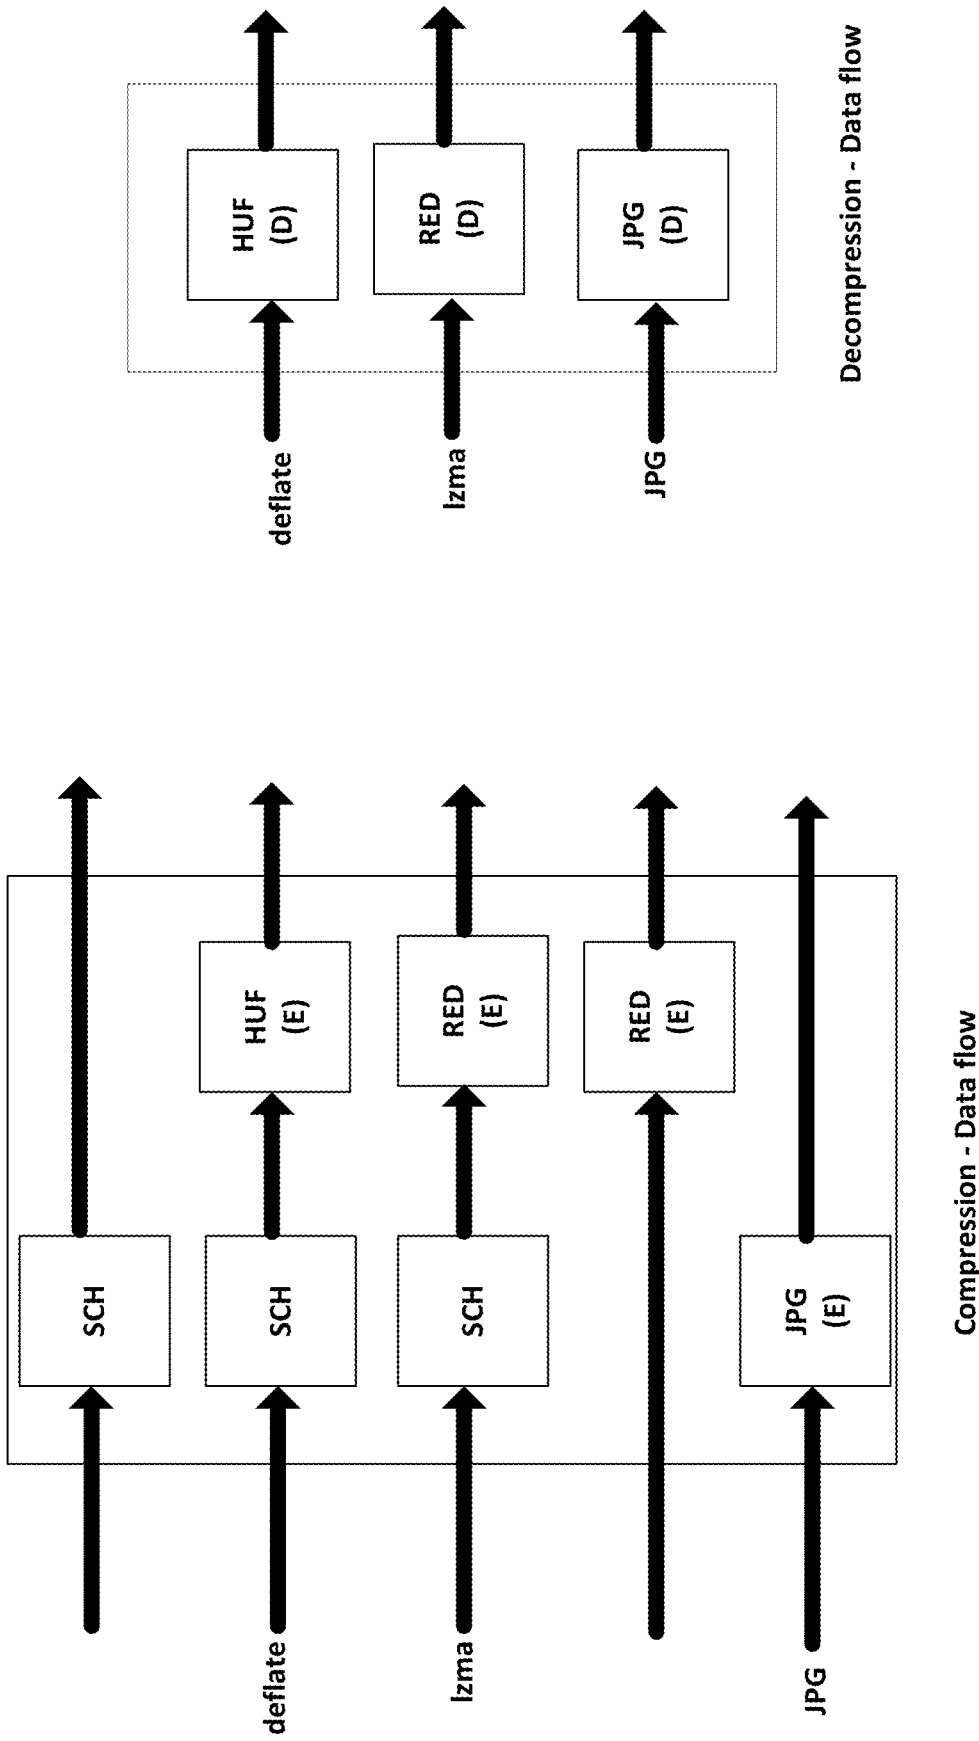 SCH
deflate
SCH
HUF
(E)
lzma
SCH
RED
(E)
RED
(E)
JPG
JPG
(E)
Compression - Data flow
deflate
HUF
(D)
lzma
RED
(D)
JPG
JPG
(D)
Decompression - Data flow